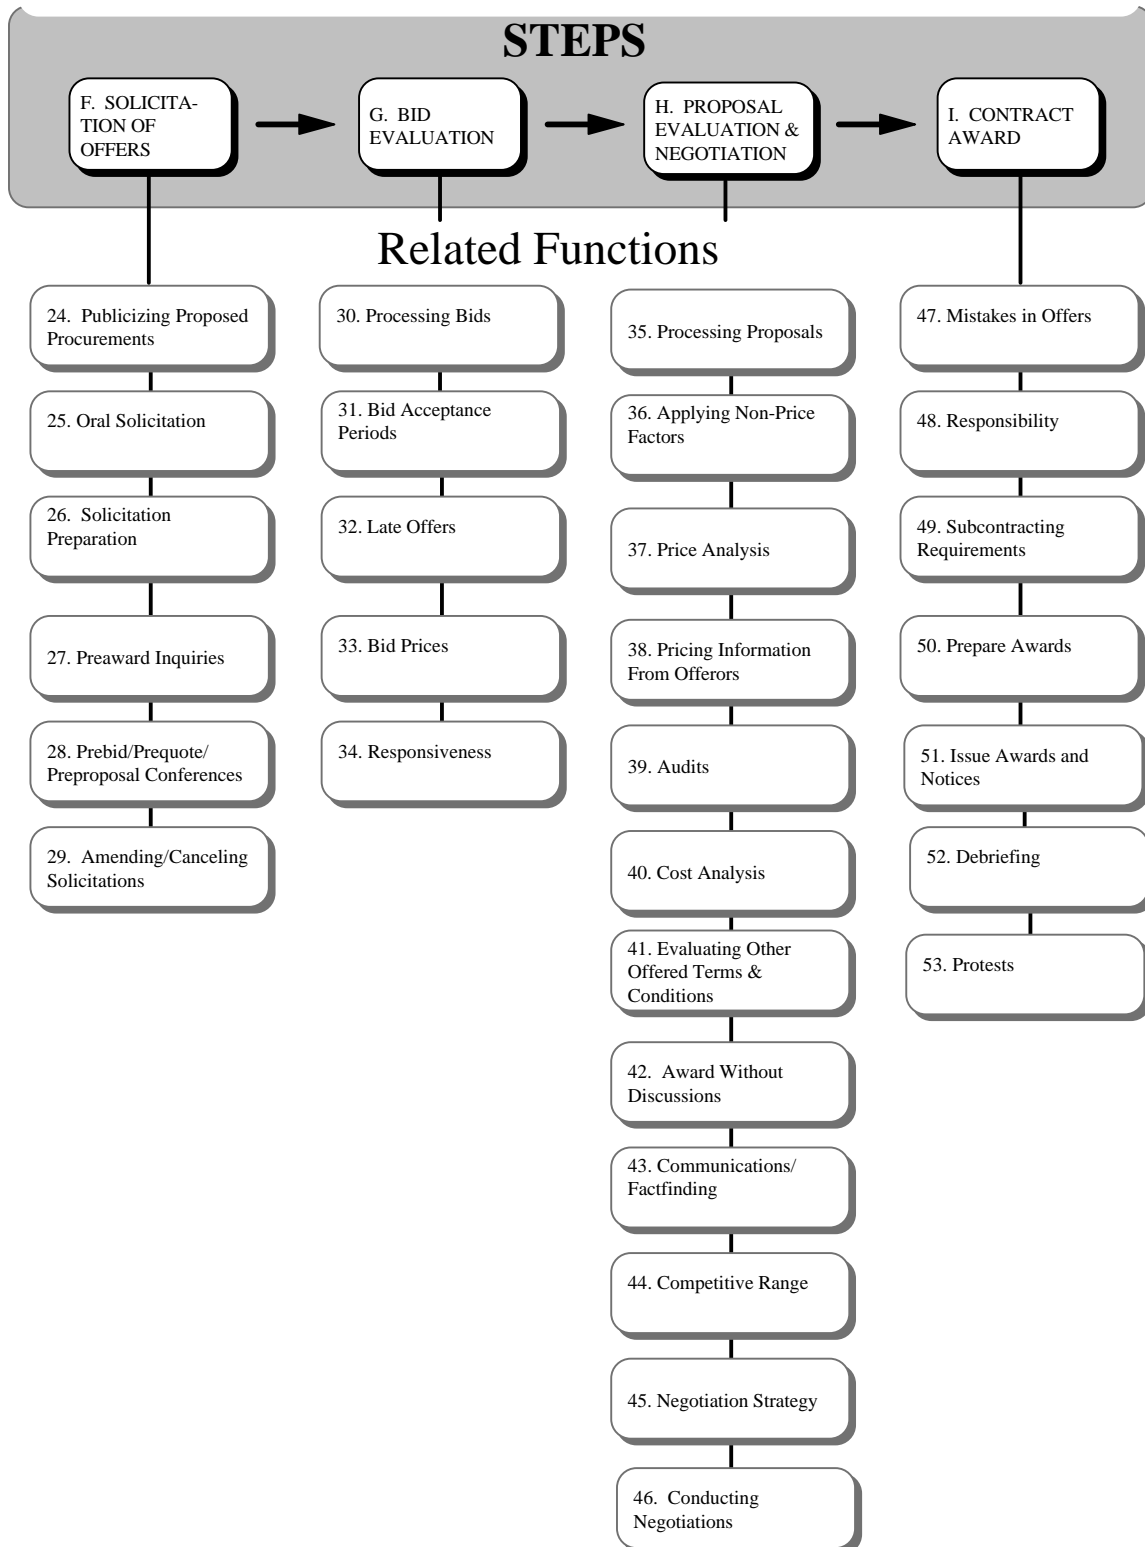 STEPS
F. SOLICITA-
TION OF
OFFERS
G. BID
EVALUATION
H. PROPOSAL
EVALUATION &
NEGOTIATION
I. CONTRACT
AWARD
Related Functions
24. Publicizing Proposed
Procurements
25. Oral Solicitation
26. Solicitation
Preparation
27. Preaward Inquiries
28. Prebid/Prequote/
Preproposal Conferences
29. Amending/Canceling
Solicitations
30. Processing Bids
31. Bid Acceptance
Periods
32. Late Offers
33. Bid Prices
34. Responsiveness
35. Processing Proposals
36. Applying Non-Price
Factors
37. Price Analysis
38. Pricing Information
From Offerors
39. Audits
40. Cost Analysis
41. Evaluating Other
Offered Terms &
Conditions
42. Award Without
Discussions
43. Communications/
Factfinding
44. Competitive Range
45. Negotiation Strategy
46. Conducting
Negotiations
47. Mistakes in Offers
48. Responsibility
49. Subcontracting
Requirements
50. Prepare Awards
51. Issue Awards and
Notices
52. Debriefing
53. Protests